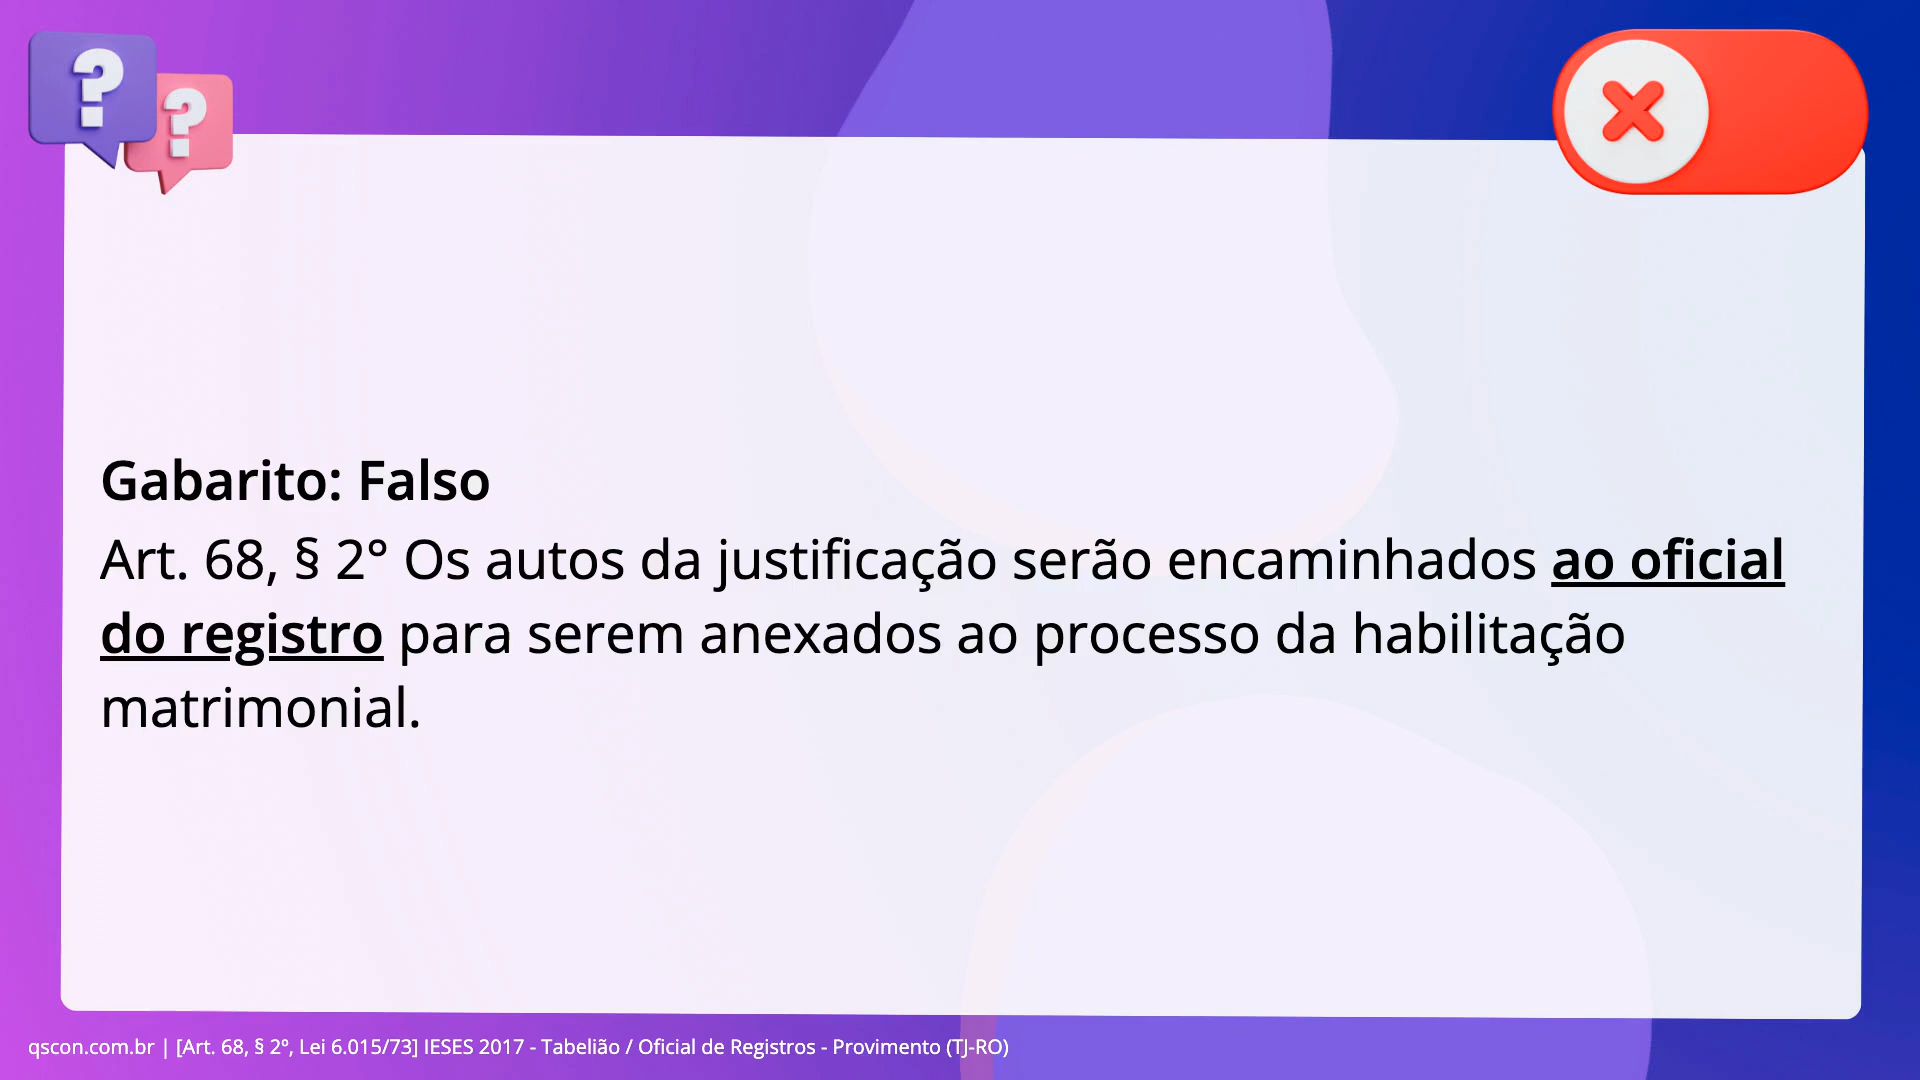 Gabarito: Falso
Art. 68, § 2° Os autos da justificação serão encaminhados ao oficial
do registro para serem anexados ao processo da habilitação
matrimonial.
qscon.com.br | [Art. 68, § 2°, Lei 6.015/73] IESES 2017 - Tabelião / Oficial de Registros - Provimento (TJ-RO)